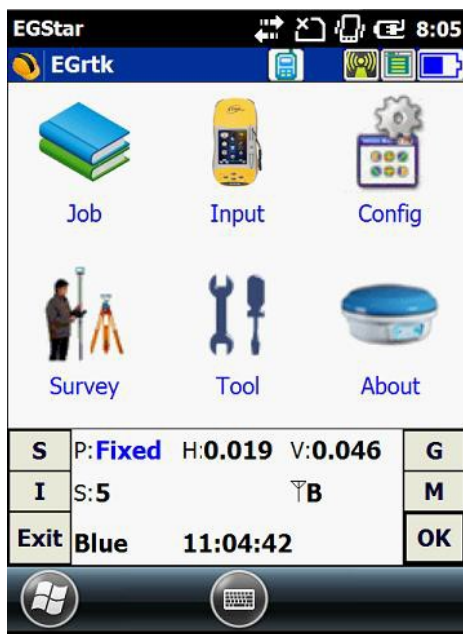 EGStar 8:05
EGrtk
Job Input Config
Survey Tool About
S P:Fixed H:0.019 V:0.046 G
I S:5 B M
Exit Blue 11:04:42 OK